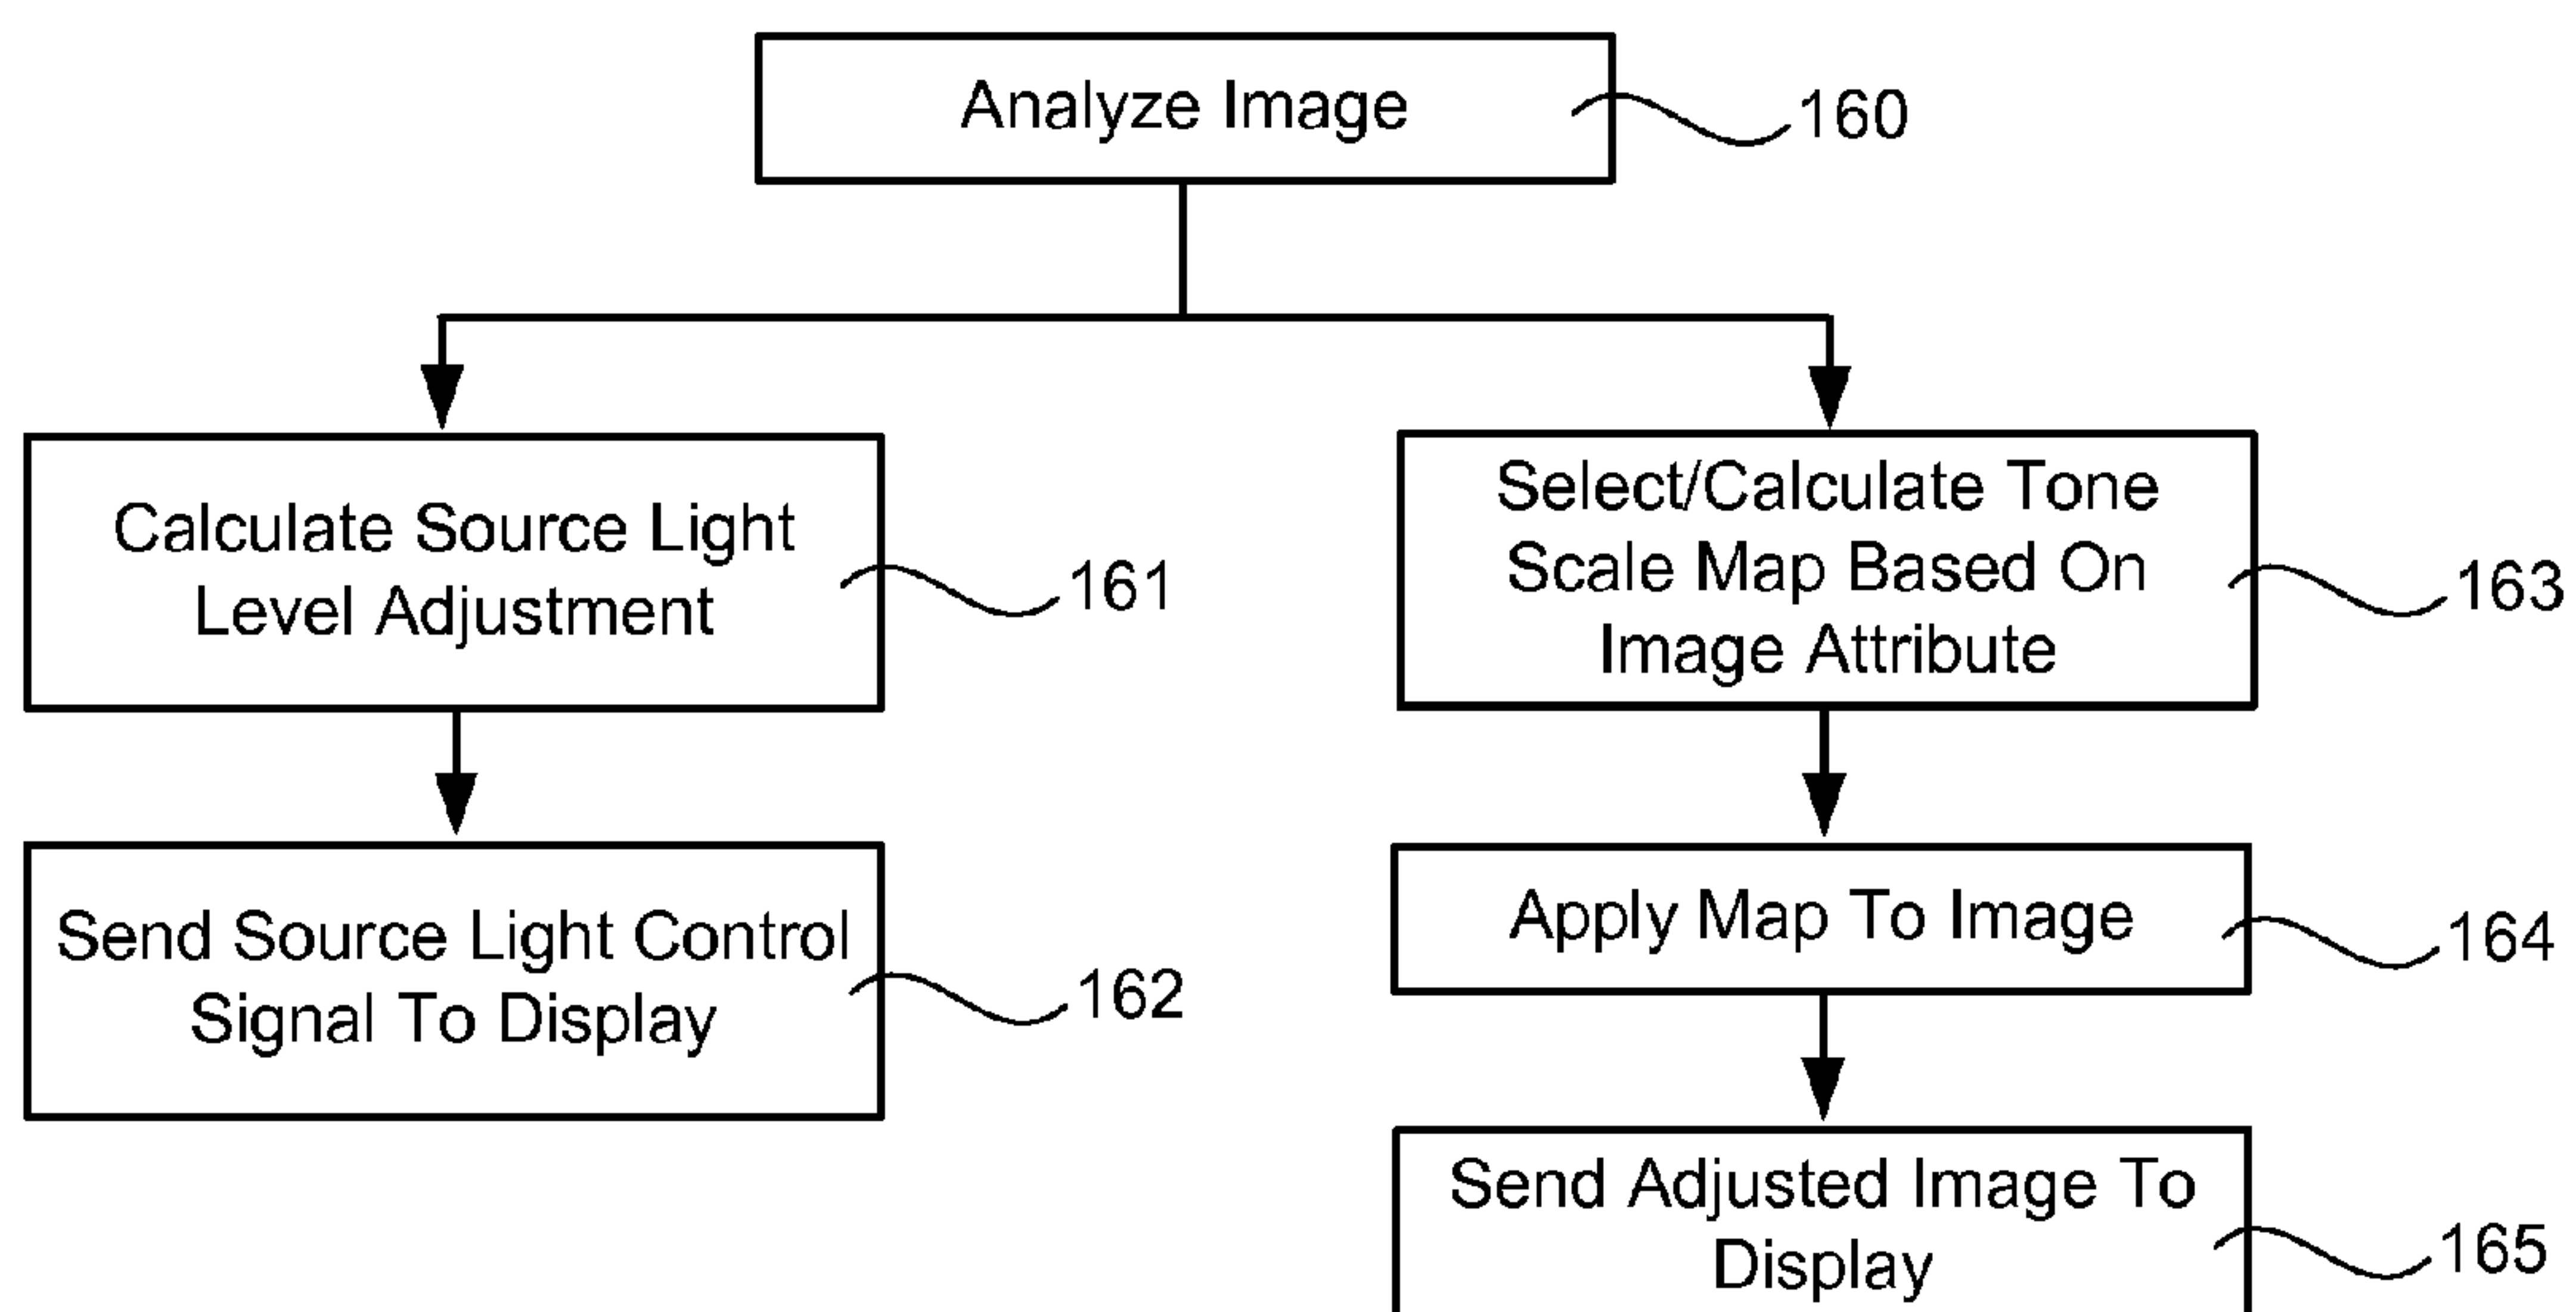 Analyze Image
160
Calculate Source Light
Level Adjustment
161
Send Source Light Control
Signal To Display
162
Select/Calculate Tone
Scale Map Based On
Image Attribute
163
Apply Map To Image
164
Send Adjusted Image To
Display
165